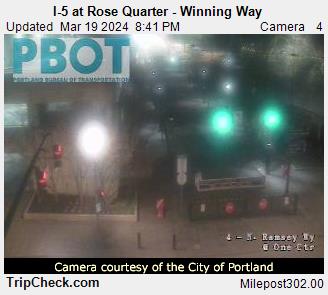 I-5 at Rose Quarter - Winning Way
Updated Mar 19 2024 8:41 PM Camera 4
PBOT
PORTLAND BUREAU OF TRANSPORTATION
4 - N. Ramsey Wy
@ One Ctr
Camera courtesy of the City of Portland
TripCheck.com Milepost302.00